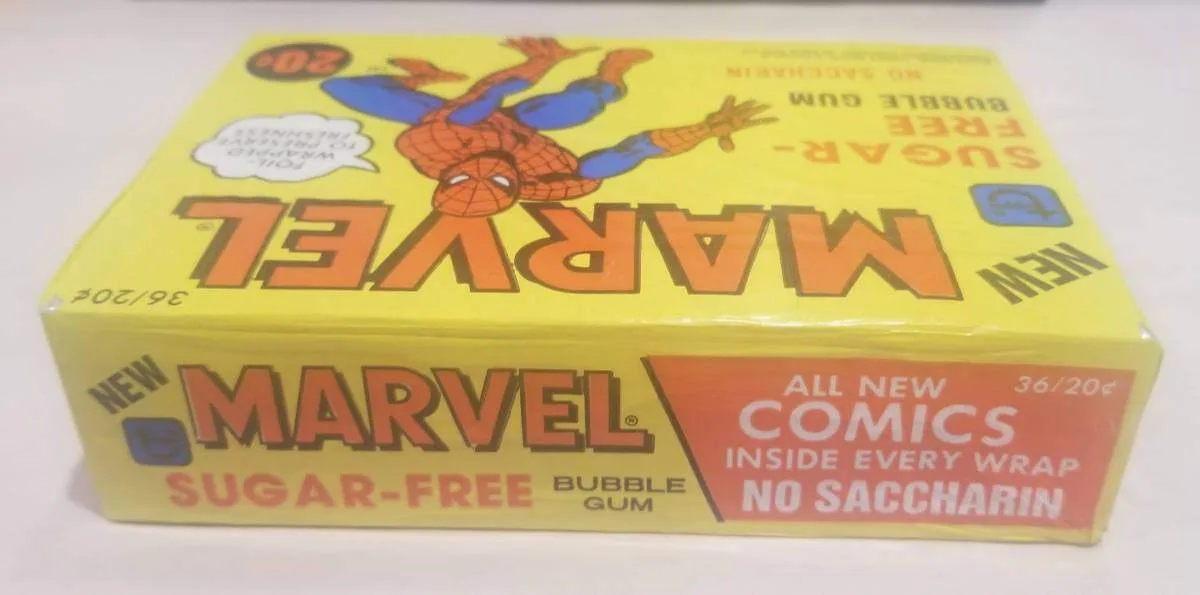 NEW
MARVEL®
36/20¢
SUGAR-
FREE
BUBBLE GUM
NO SACCHARIN
20¢
FOIL-
WRAPPED
TO PRESERVE
FRESHNESS
NEW
MARVEL®
SUGAR-FREE
BUBBLE
GUM
ALL NEW
36/20¢
COMICS
INSIDE EVERY WRAP
NO SACCHARIN